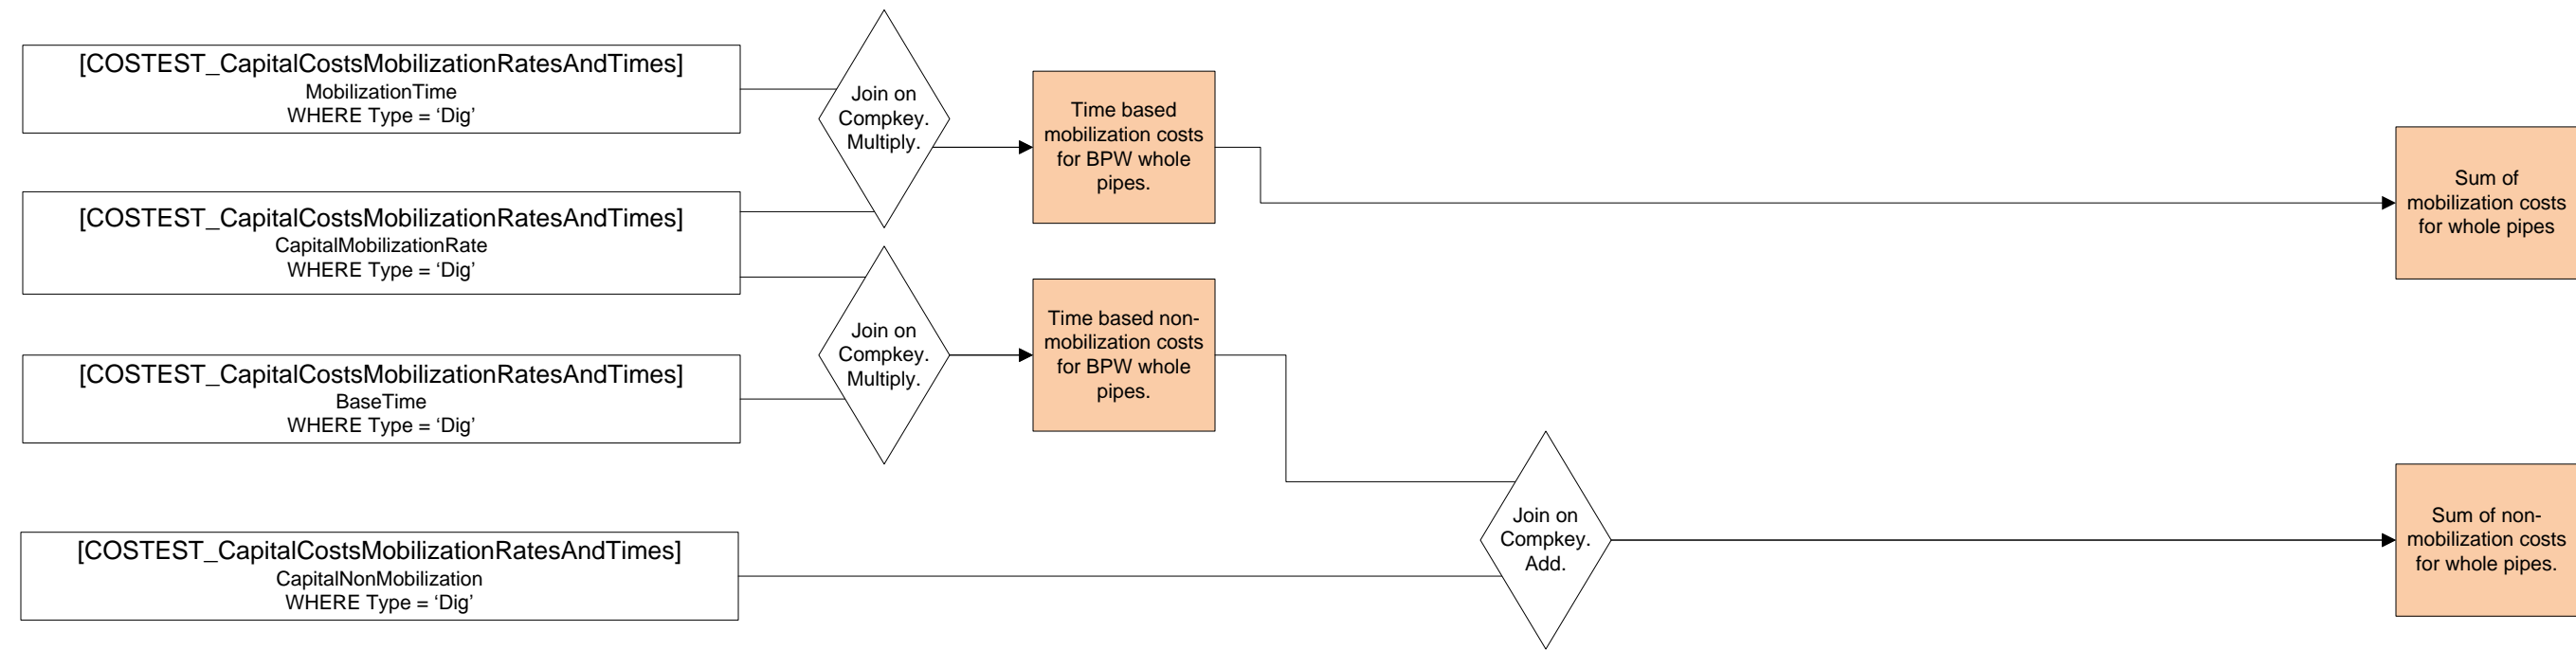 [COSTEST_CapitalCostsMobilizationRatesAndTimes]
MobilizationTime
WHERE Type = ‘Dig’
[COSTEST_CapitalCostsMobilizationRatesAndTimes]
CapitalMobilizationRate
WHERE Type = ‘Dig’
[COSTEST_CapitalCostsMobilizationRatesAndTimes]
BaseTime
WHERE Type = ‘Dig’
[COSTEST_CapitalCostsMobilizationRatesAndTimes]
CapitalNonMobilization
WHERE Type = ‘Dig’
Join on
Compkey.
Multiply.
Join on
Compkey.
Multiply.
Time based
mobilization costs
for BPW whole
pipes.
Time based non-
mobilization costs
for BPW whole
pipes.
Join on
Compkey.
Add.
Sum of
mobilization costs
for whole pipes
Sum of non-
mobilization costs
for whole pipes.